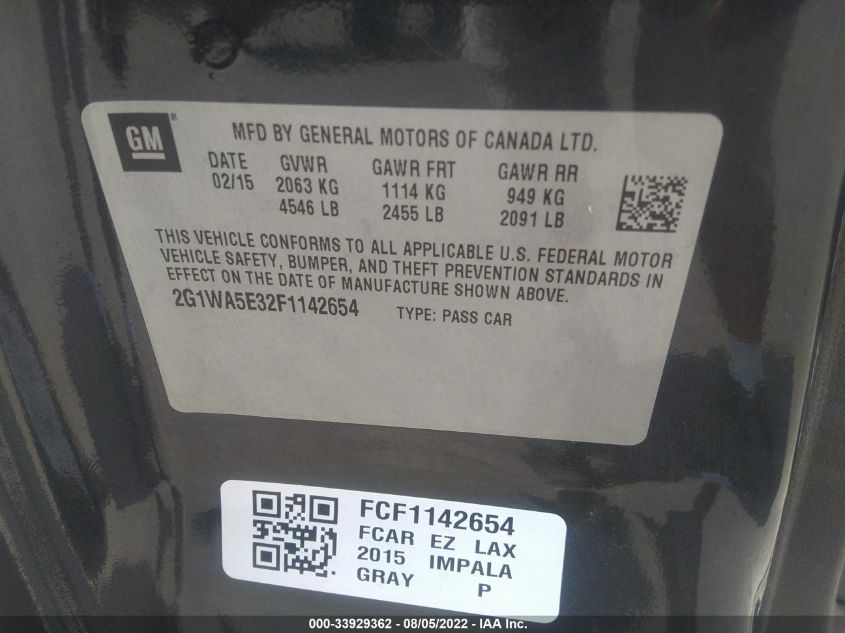 GM®
MFD BY GENERAL MOTORS OF CANADA LTD.
DATE GVWR GAWR FRT GAWR RR
02/15 2063 KG 1114 KG 949 KG
4546 LB 2455 LB 2091 LB
THIS VEHICLE CONFORMS TO ALL APPLICABLE U.S. FEDERAL MOTOR
VEHICLE SAFETY, BUMPER, AND THEFT PREVENTION STANDARDS IN
EFFECT ON THE DATE OF MANUFACTURE SHOWN ABOVE.
2G1WA5E32F1142654 TYPE: PASS CAR
FCF1142654
FCAR EZ LAX
2015 IMPALA
GRAY P
000-33929362 - 08/05/2022 - IAA Inc.